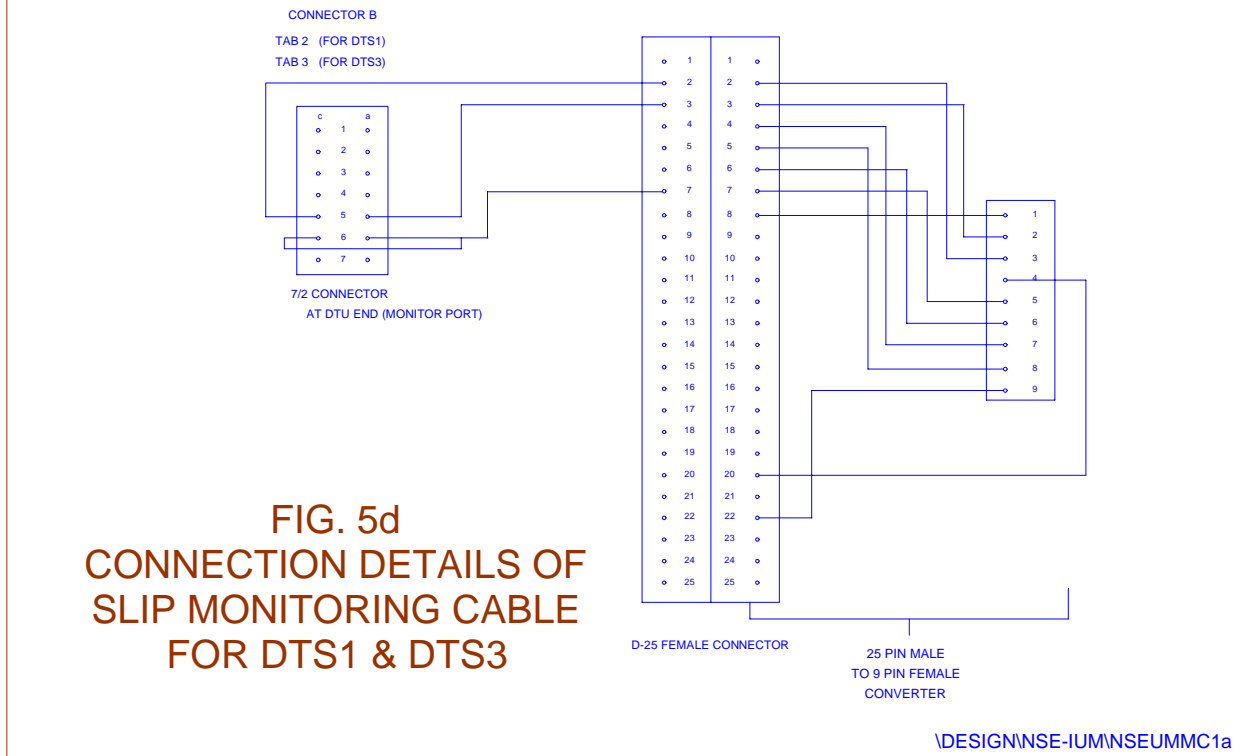 CONNECTOR B
TAB 2 (FOR DTS1)
TAB 3 (FOR DTS3)
c a
1
2
3
4
5
6
7
7/2 CONNECTOR
AT DTU END (MONITOR PORT)
1 1
2 2
3 3
4 4
5 5
6 6
7 7
8 8
9 9
10 10
11 11
12 12
13 13
14 14
15 15
16 16
17 17
18 18
19 19
20 20
21 21
22 22
23 23
24 24
25 25
D-25 FEMALE CONNECTOR
1
2
3
4
5
6
7
8
9
25 PIN MALE
TO 9 PIN FEMALE
CONVERTER
FIG. 5d
CONNECTION DETAILS OF
SLIP MONITORING CABLE
FOR DTS1 & DTS3
\DESIGN\NSE-IUM\NSEUMMC1a